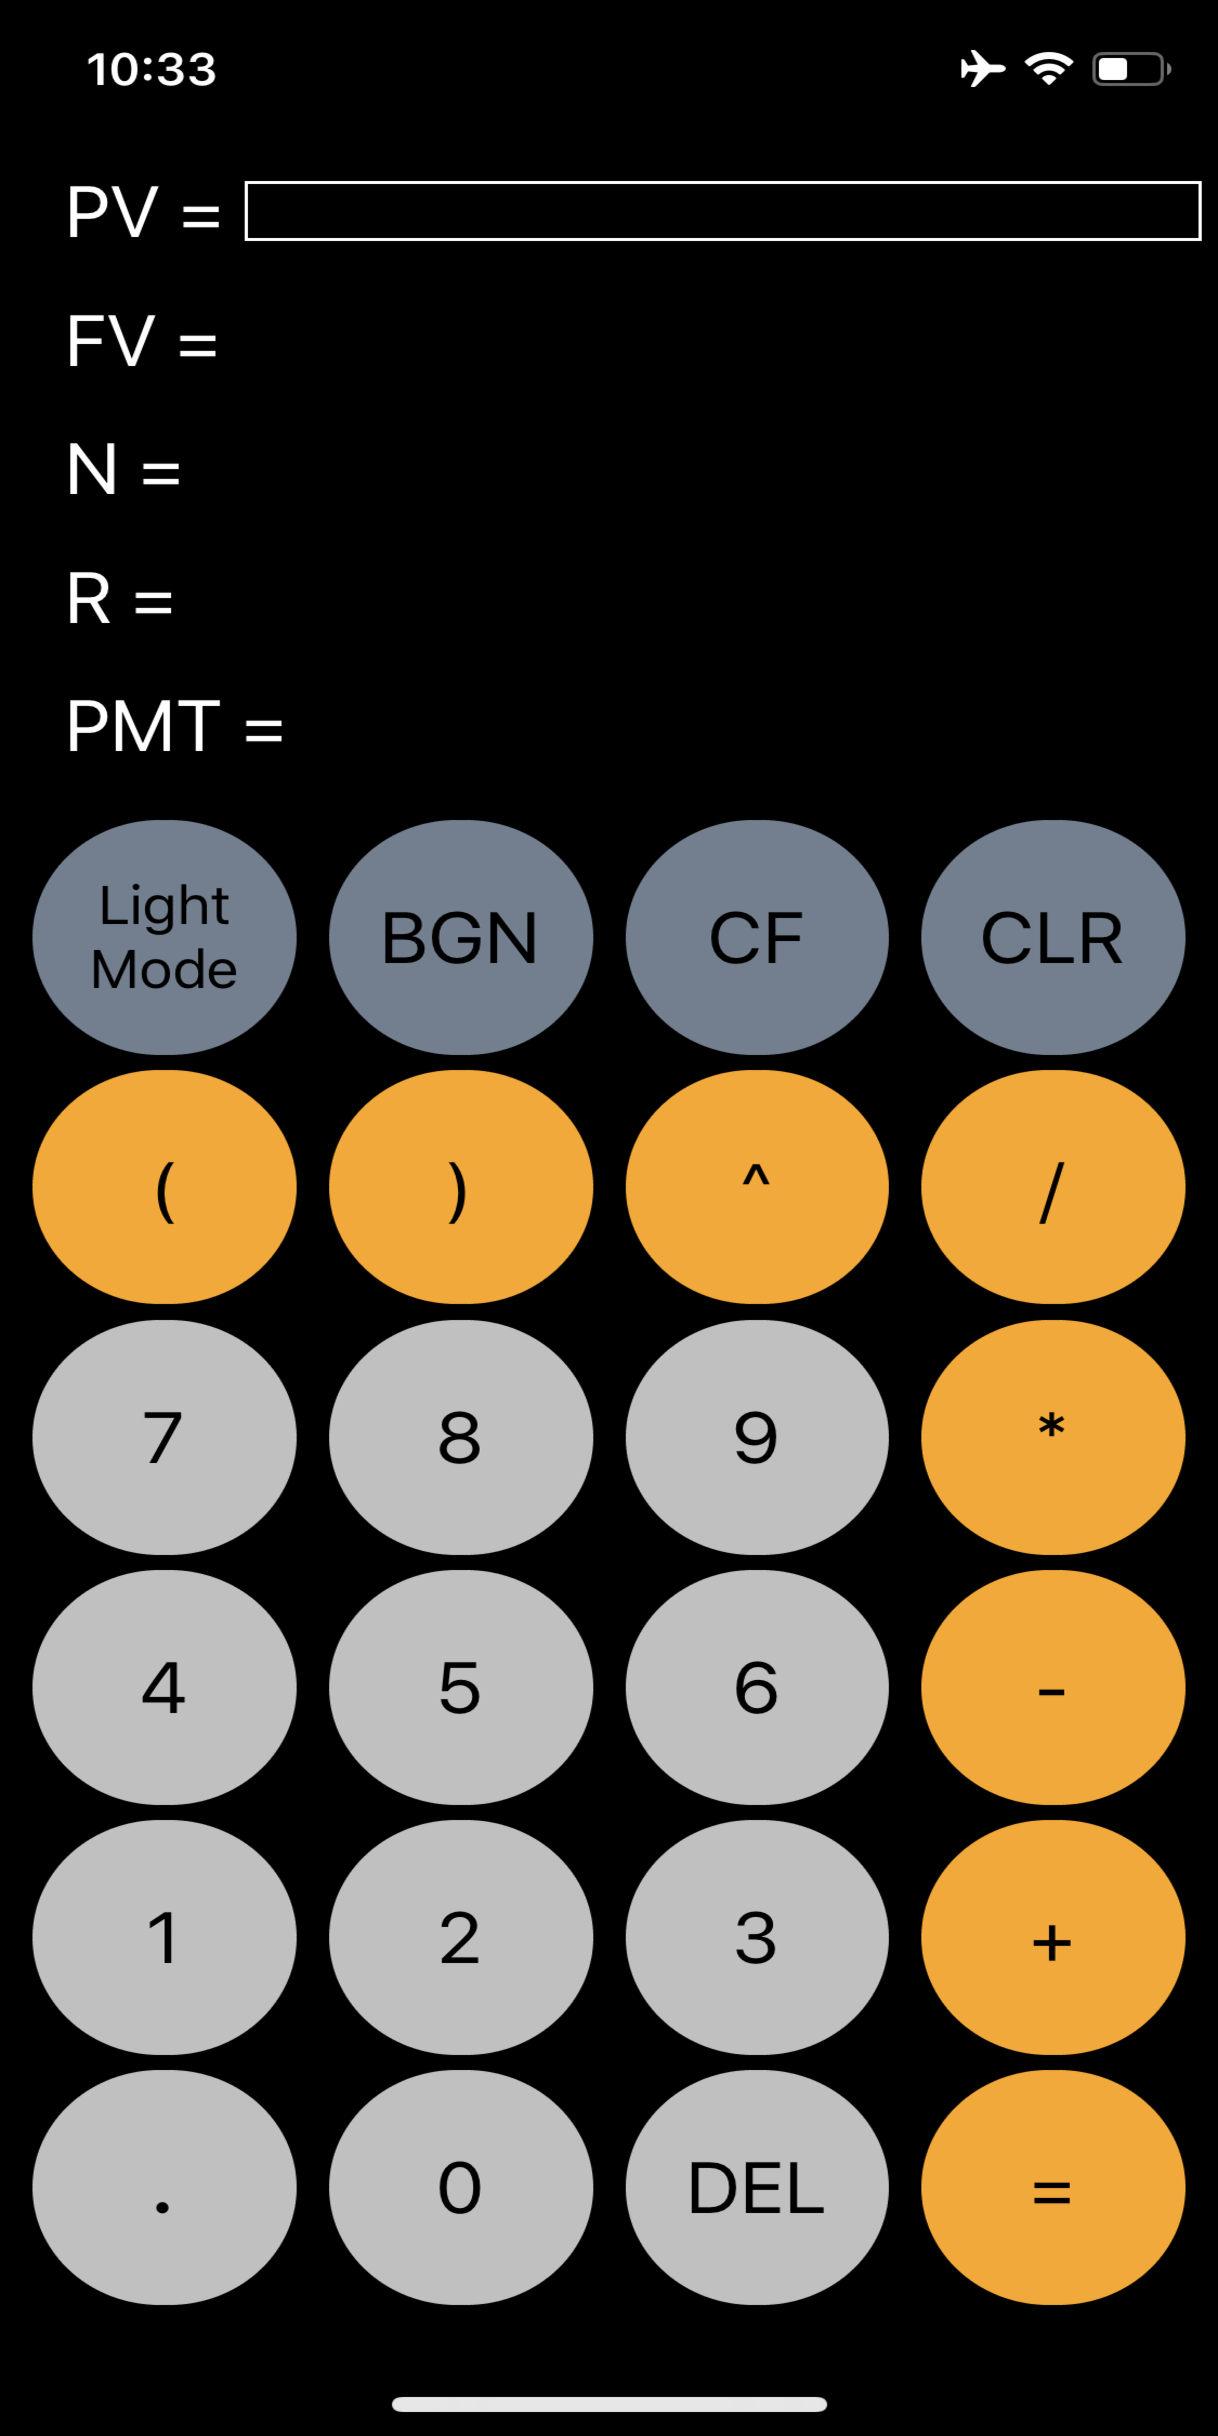 10:33
PV =
FV =
N =
R =
PMT =
Light
Mode
BGN
CF
CLR
(
)
^
/
7
8
9
*
4
5
6
-
1
2
3
+
.
0
DEL
=